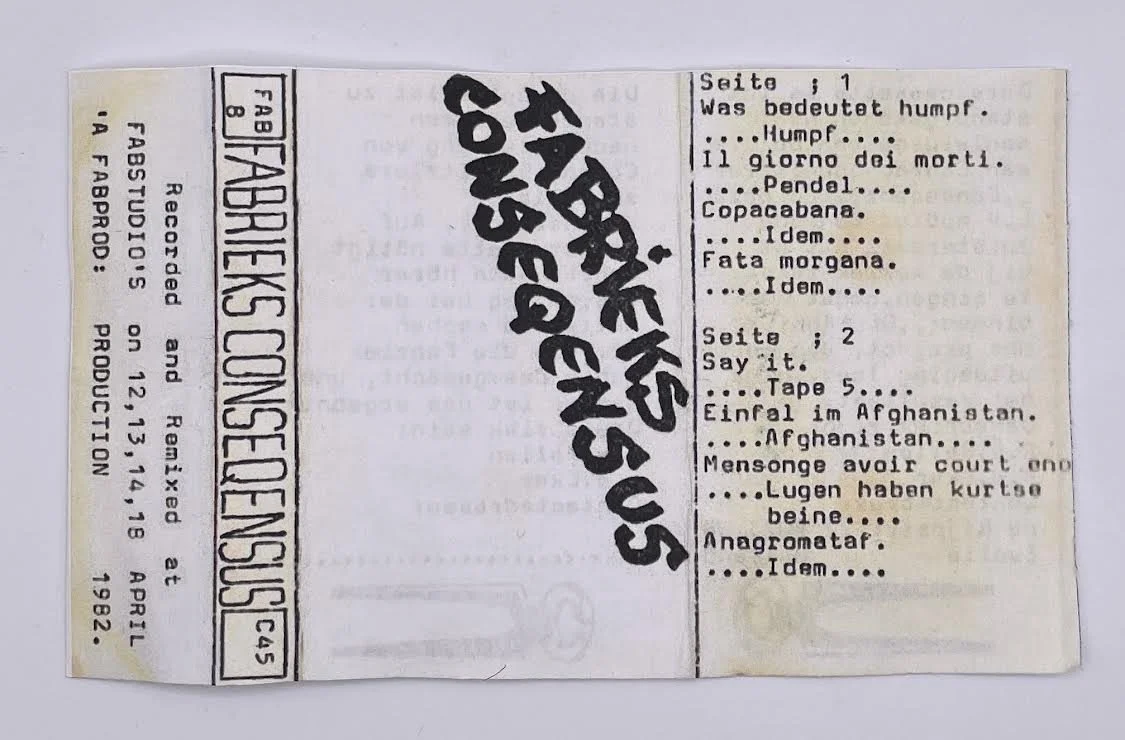 Recorded and Remixed at
FABSTUDIO'S on 12,13,14,18 APRIL
'A FABPROD: PRODUCTION 1982.
FAB
8
FABRIEKS CONSEQENSUS
C45
FABRIEKS
CONSEQENSUS
Seite ; 1
Was bedeutet humpf.
....Humpf....
Il giorno dei morti.
....Pendel....
Copacabana.
....Idem....
Fata morgana.
....Idem....
Seite ; 2
Say it.
....Tape 5....
Einfal im Afghanistan.
....Afghanistan....
Mensonge avoir court eno
....Lugen haben kurtse
beine....
Anagromataf.
....Idem....